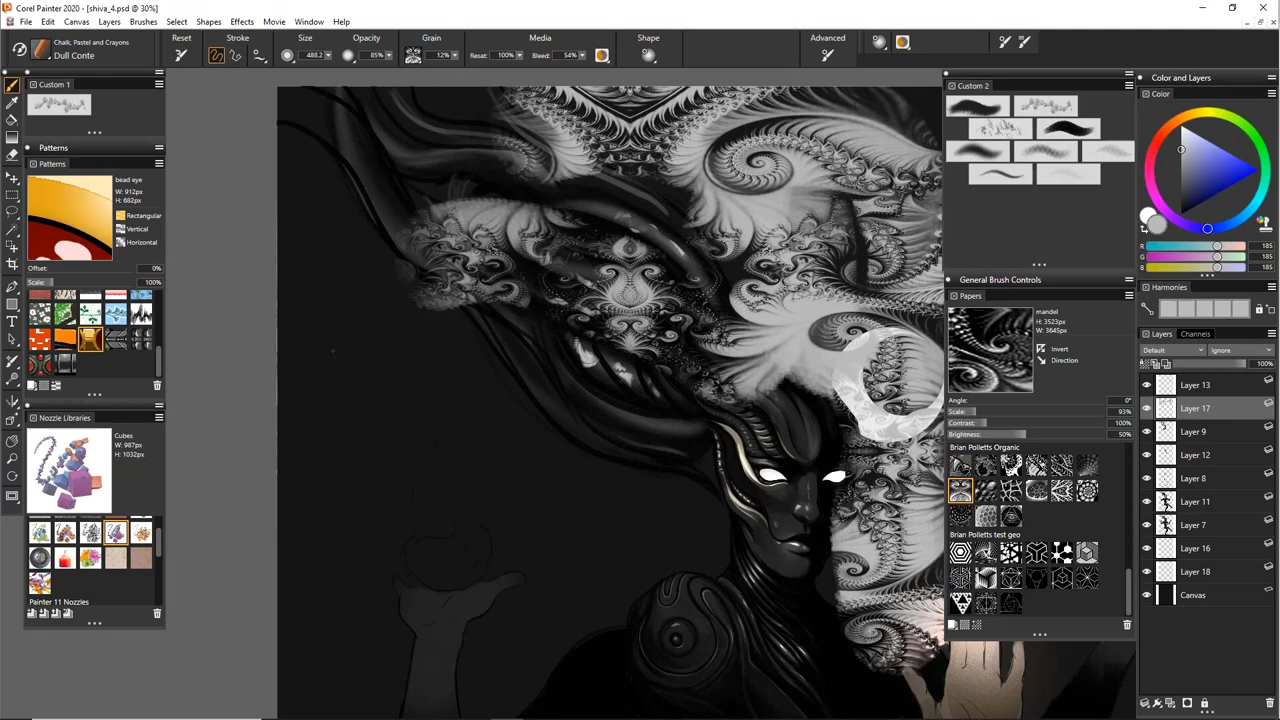 Corel Painter 2020 - [shiva_4.psd @ 30%]
File Edit Canvas Layers Brushes Select Shapes Effects Movie Window Help
Reset Stroke Size Opacity Grain Media Shape Advanced
Chalk, Pastel and Crayons
Dull Conte
488.2 85% 12% Resat: 100% Bleed: 54%
Custom 1
Patterns
Patterns
bead eye
W: 912px
H: 682px
Rectangular
Vertical
Horizontal
Offset: 0%
Scale: 100%
Nozzle Libraries
Cubes
W: 987px
H: 1032px
Painter 11 Nozzles
Custom 2
General Brush Controls
Papers
mandel
H: 3523px
W: 3645px
Invert
Direction
Angle: 0°
Scale: 93%
Contrast: 100%
Brightness: 50%
Brian Polletts Organic
Brian Polletts test geo
Color and Layers
Color
R 185
G 185
B 185
Harmonies
Layers Channels
Default Ignore
100%
Layer 13
Layer 17
Layer 9
Layer 12
Layer 8
Layer 11
Layer 7
Layer 16
Layer 18
Canvas